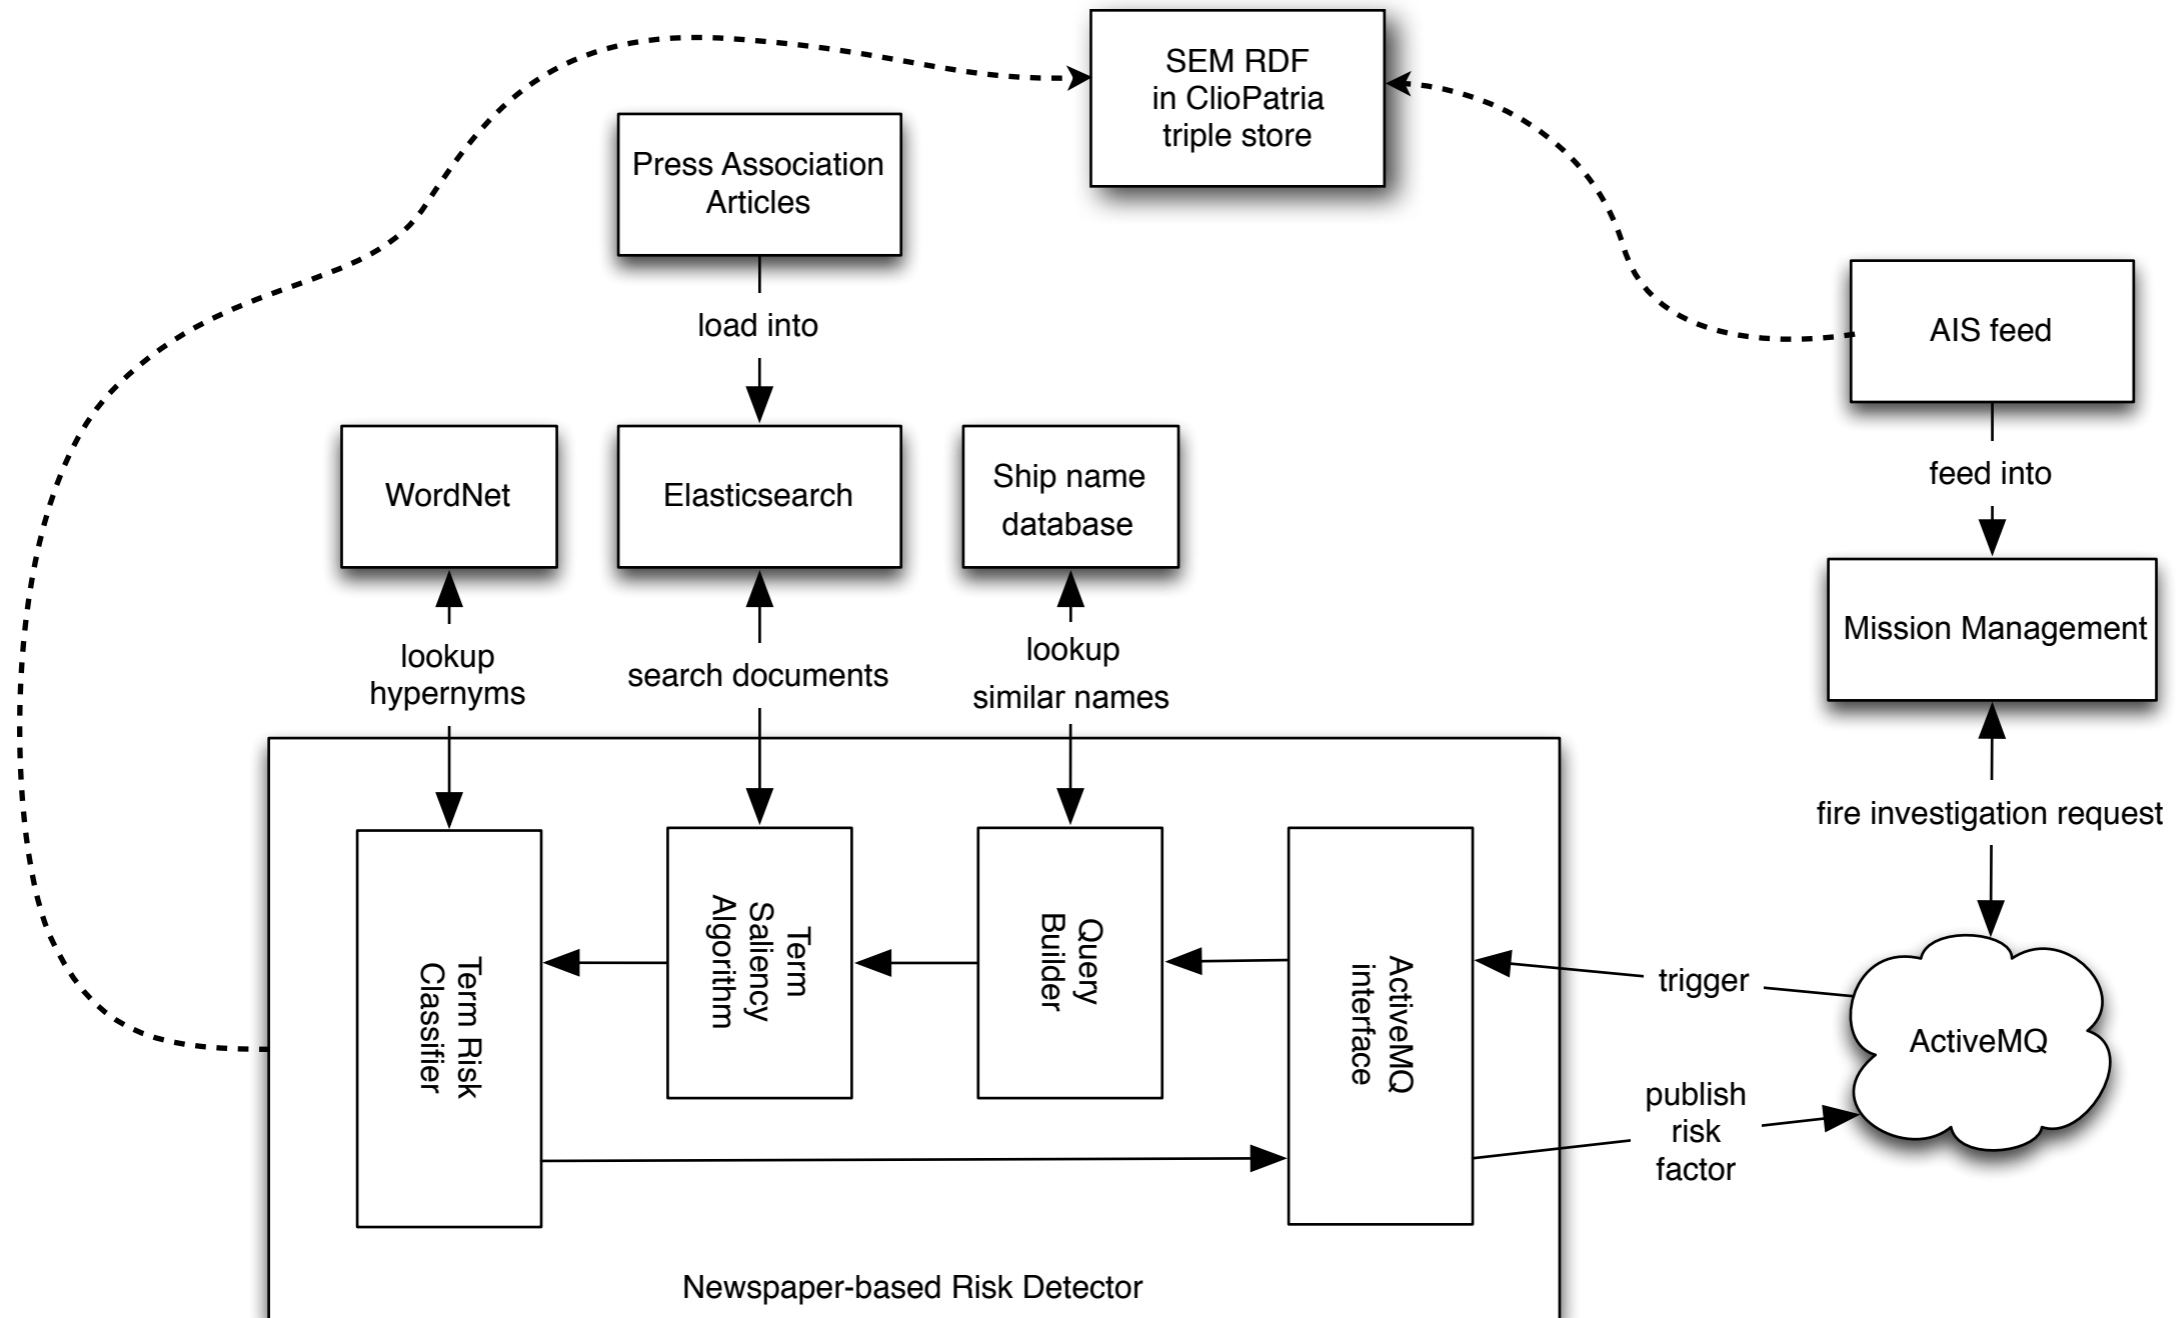 SEM RDF
in ClioPatria
triple store
Press Association
Articles
load into
AIS feed
feed into
WordNet
Elasticsearch
Ship name
database
Mission Management
lookup
hypernyms
search documents
lookup
similar names
fire investigation request
Term Risk
Classifier
Term
Saliency
Algorithm
Query
Builder
ActiveMQ
interface
trigger
ActiveMQ
publish
risk
factor
Newspaper-based Risk Detector